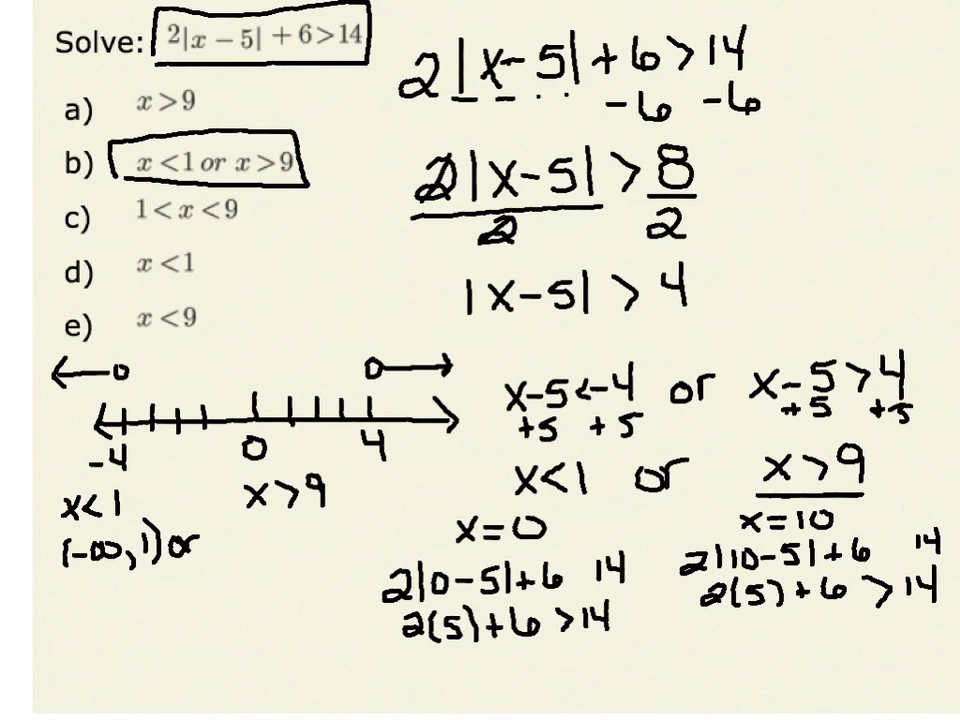 Solve: 2|x − 5| + 6>14
a) x>9
b) x<1 or x>9
c) 1<x<9
d) x<1
e) x<9
2|x-5|+6>14
-6 -6
2|x-5|>8
2 2
|x-5|>4
x-5<-4 or x-5>4
+5 +5 +5 +5
x<1 or x>9
x=0
2|0-5|+6 14
2(5)+6>14
x=10
2|10-5|+6 14
2(5)+6>14
-4 0 4
x<1 x>9
(-∞,1) or